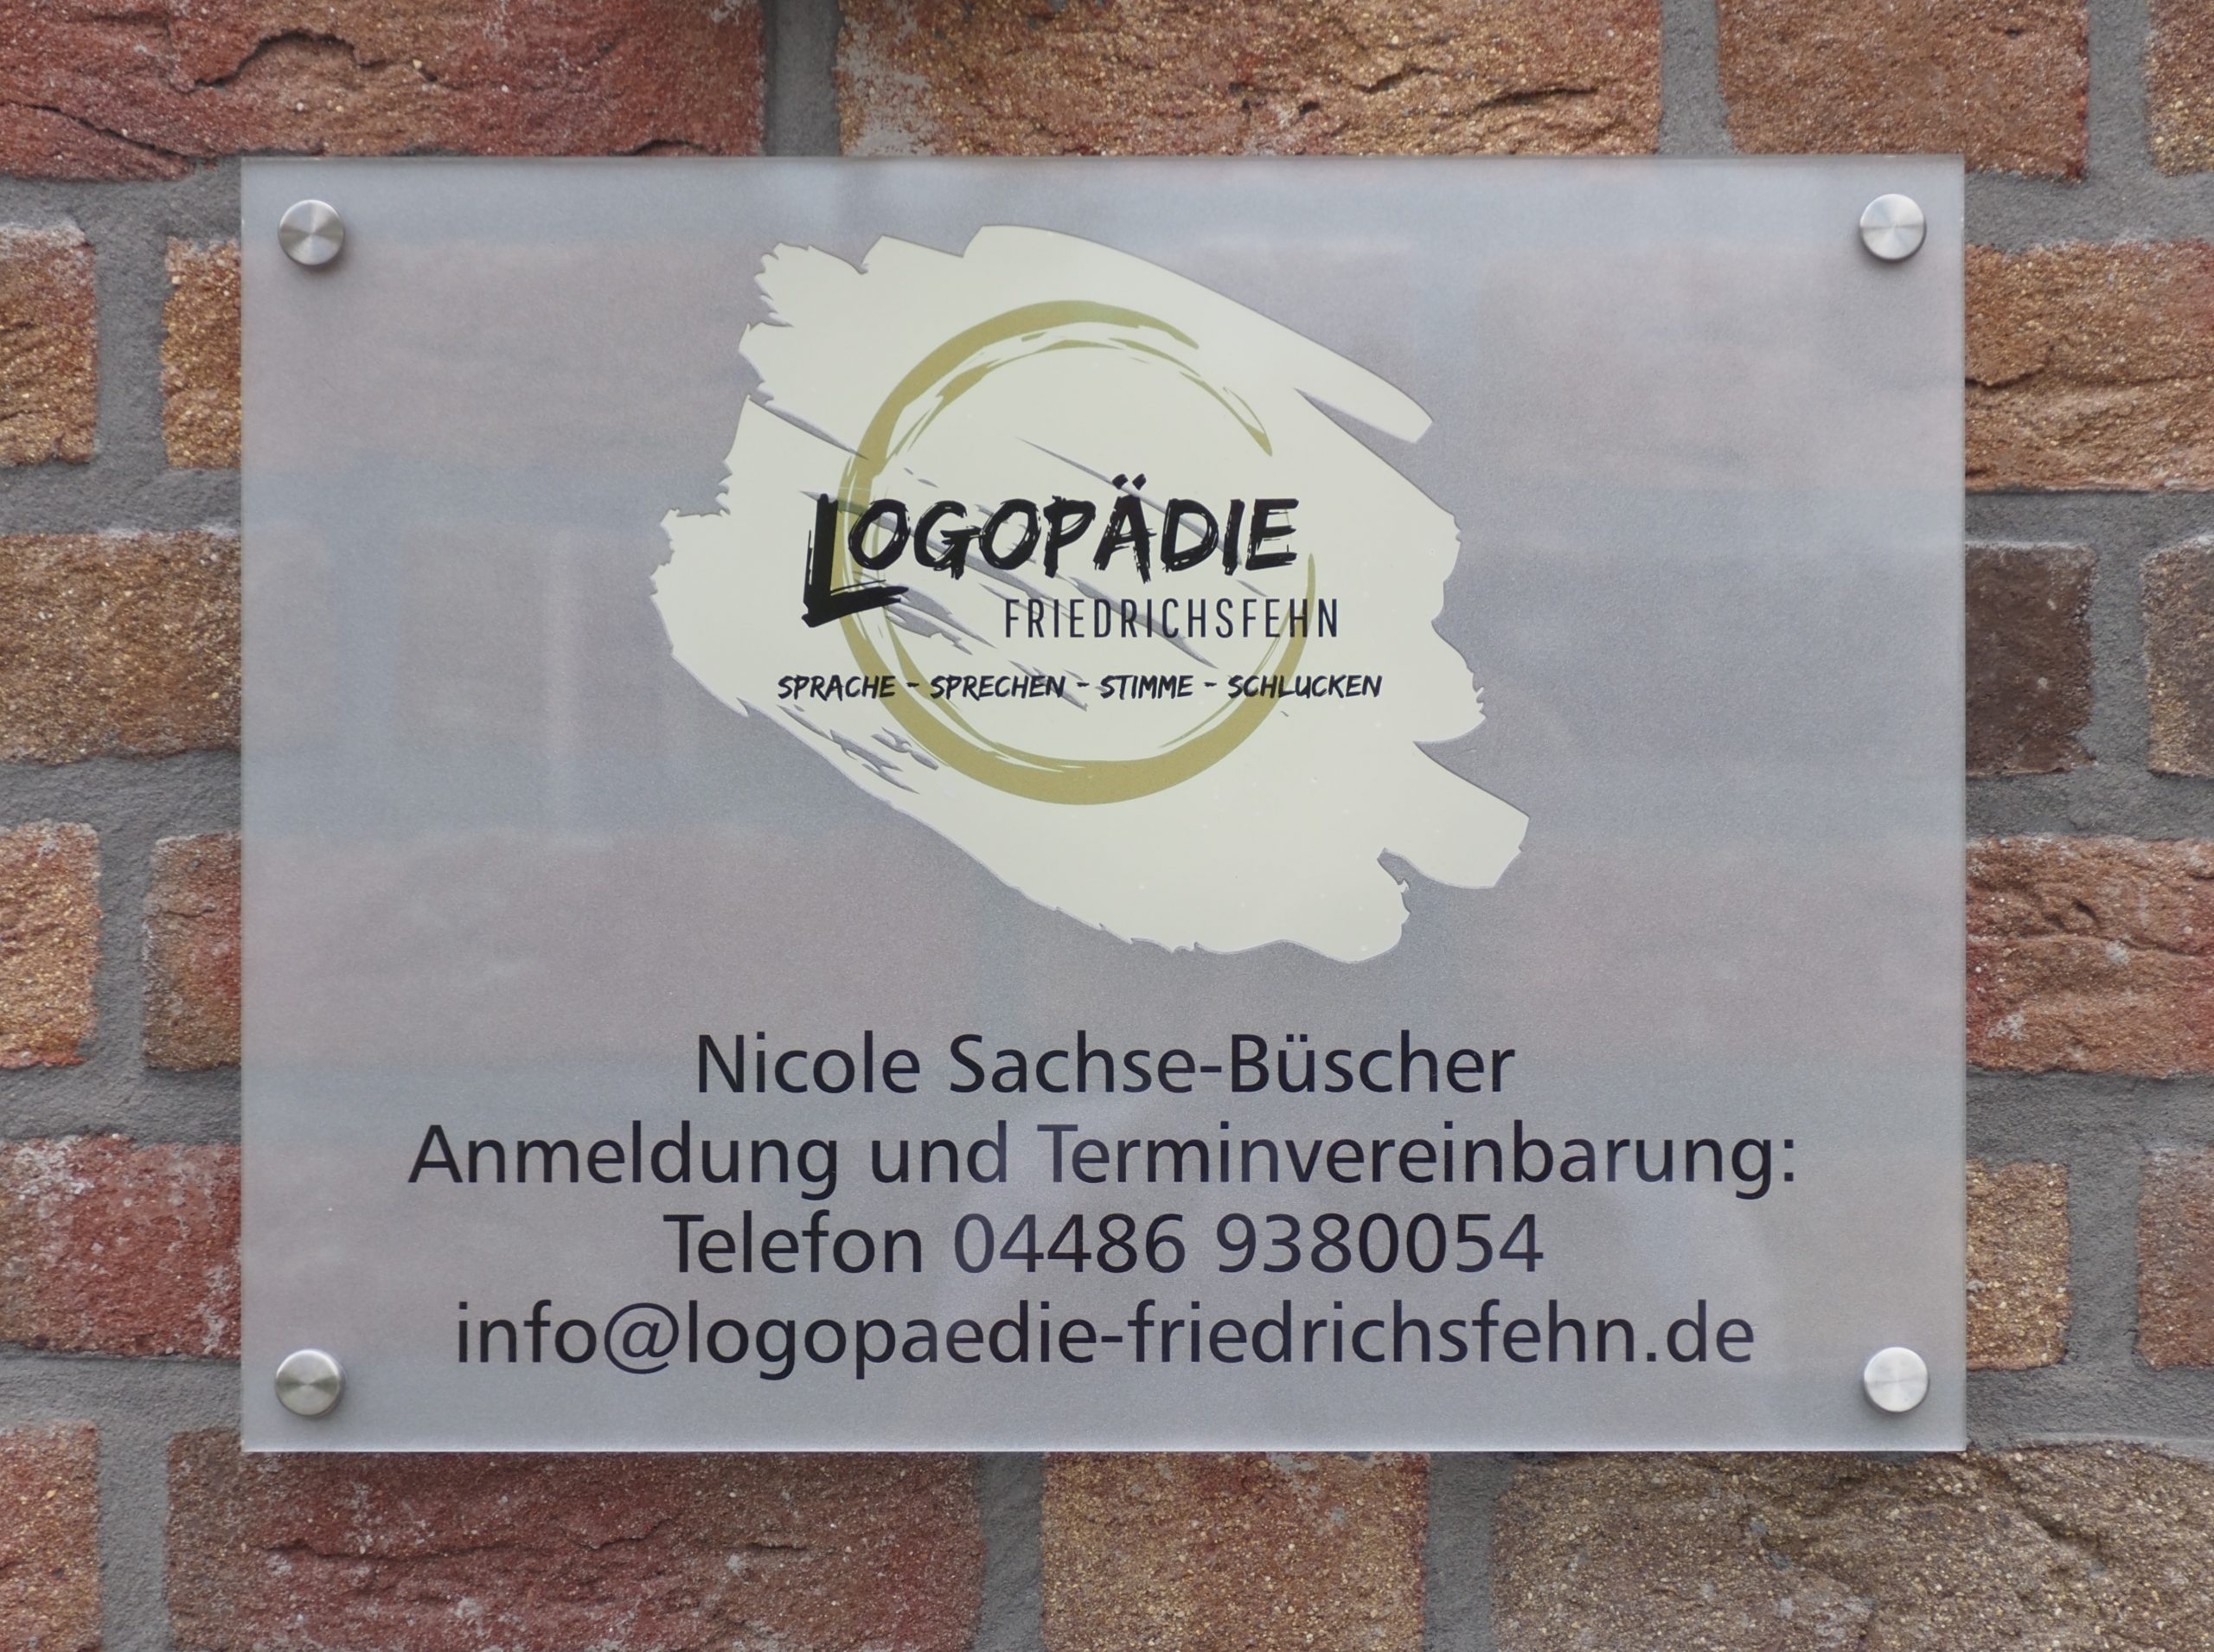 LOGOPÄDIE
FRIEDRICHSFEHN
SPRACHE - SPRECHEN - STIMME - SCHLUCKEN
Nicole Sachse-Büscher
Anmeldung und Terminvereinbarung:
Telefon 04486 9380054
info@logopaedie-friedrichsfehn.de